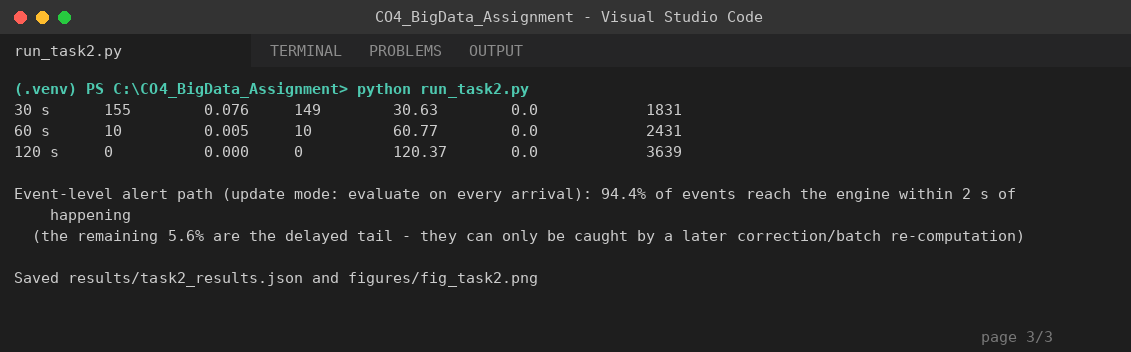 CO4_BigData_Assignment - Visual Studio Code
run_task2.py TERMINAL PROBLEMS OUTPUT
(.venv) PS C:\CO4_BigData_Assignment> python run_task2.py
30 s      155        0.076     149        30.63        0.0            1831
60 s      10         0.005     10         60.77        0.0            2431
120 s     0          0.000     0          120.37       0.0            3639
Event-level alert path (update mode: evaluate on every arrival): 94.4% of events reach the engine within 2 s of
    happening
  (the remaining 5.6% are the delayed tail - they can only be caught by a later correction/batch re-computation)
Saved results/task2_results.json and figures/fig_task2.png
page 3/3